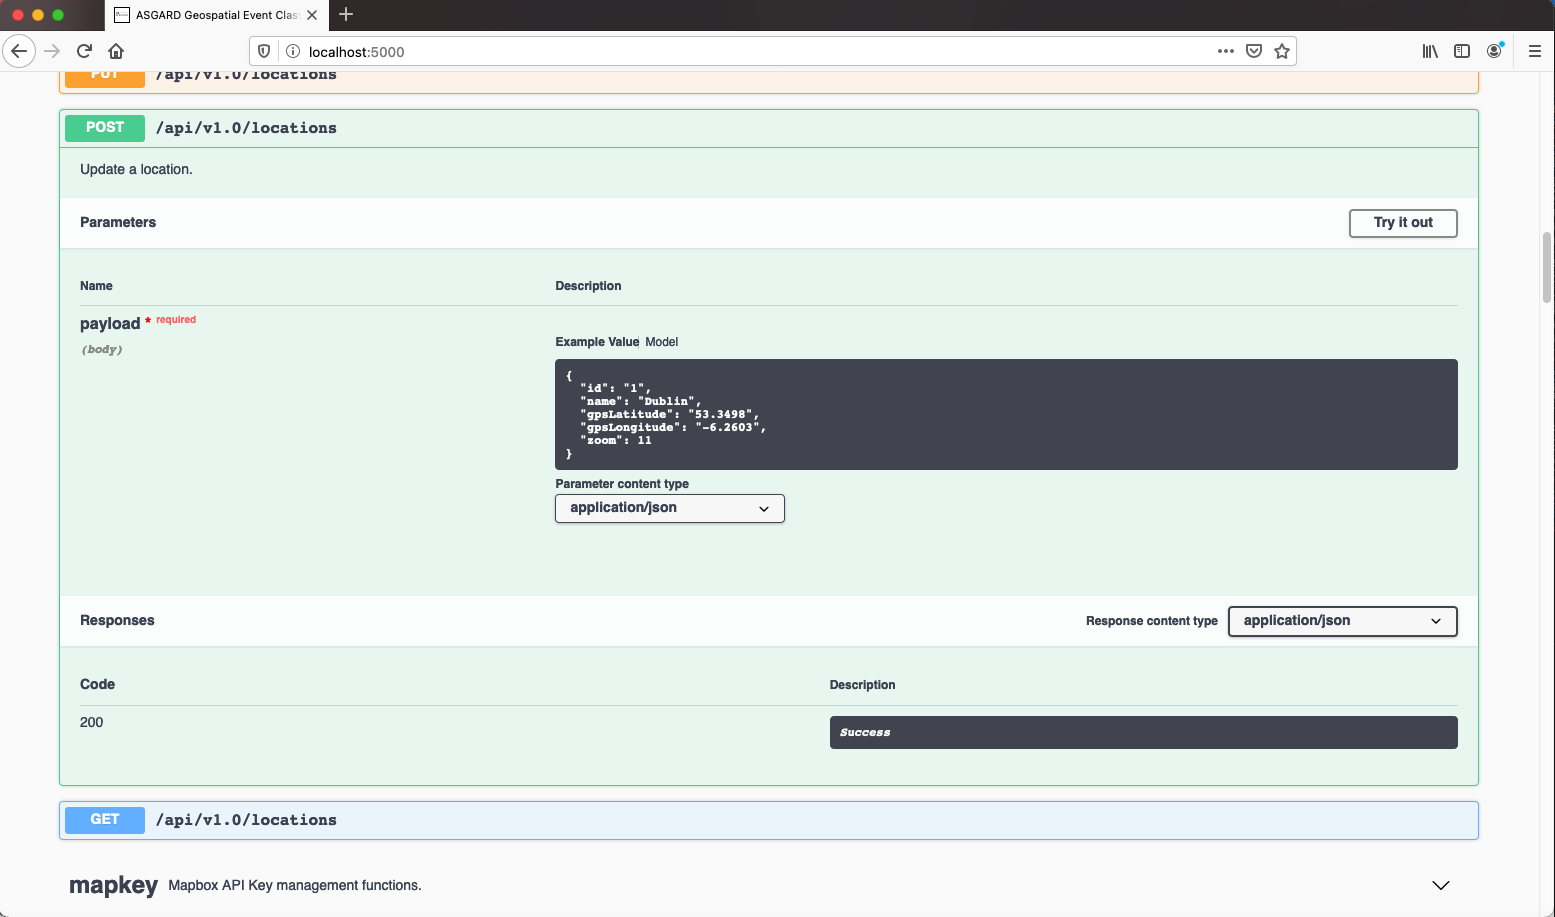 ASGARD Geospatial Event Clas
localhost:5000
PUT /api/v1.0/locations
POST /api/v1.0/locations
Update a location.
Parameters
Try it out
Name Description
payload * required
(body)
Example Value Model
{
"id": "1",
"name": "Dublin",
"gpsLatitude": "53.3498",
"gpsLongitude": "-6.2603",
"zoom": 11
}
Parameter content type
application/json
Responses Response content type application/json
Code Description
200 Success
GET /api/v1.0/locations
mapkey Mapbox API Key management functions.